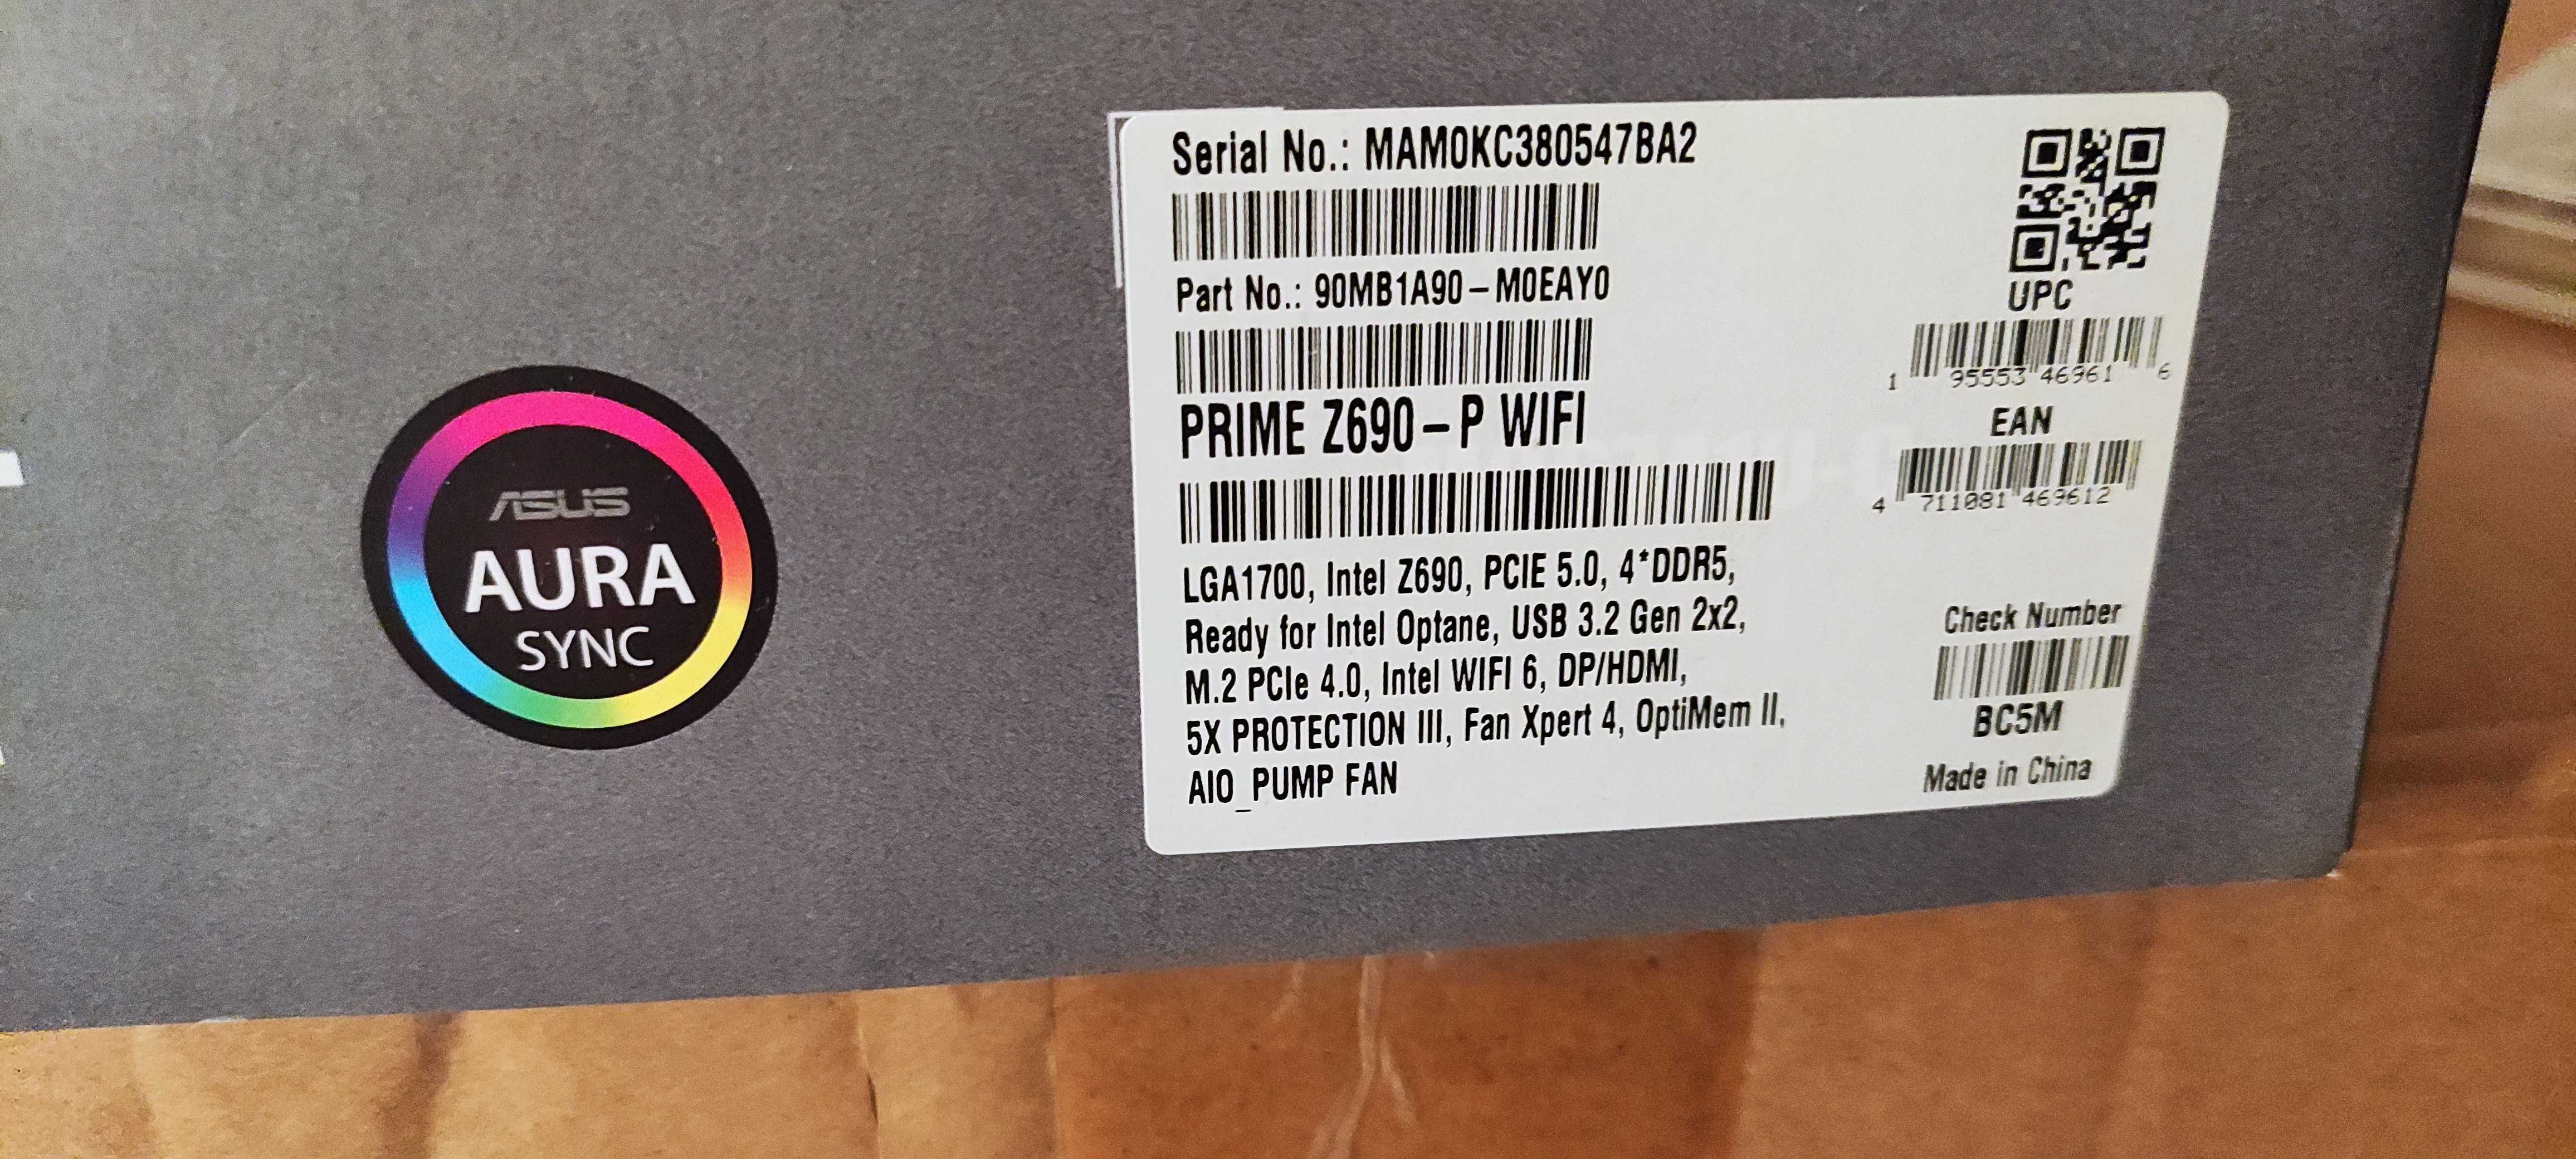 ASUS
AURA
SYNC
Serial No.: MAM0KC380547BA2
Part No.: 90MB1A90-M0EAY0
PRIME Z690-P WIFI
LGA1700, Intel Z690, PCIE 5.0, 4*DDR5,
Ready for Intel Optane, USB 3.2 Gen 2x2,
M.2 PCIe 4.0, Intel WIFI 6, DP/HDMI,
5X PROTECTION III, Fan Xpert 4, OptiMem II,
AIO_PUMP FAN
UPC
1 95553 46961 6
EAN
4 711081 469612
Check Number
BC5M
Made in China